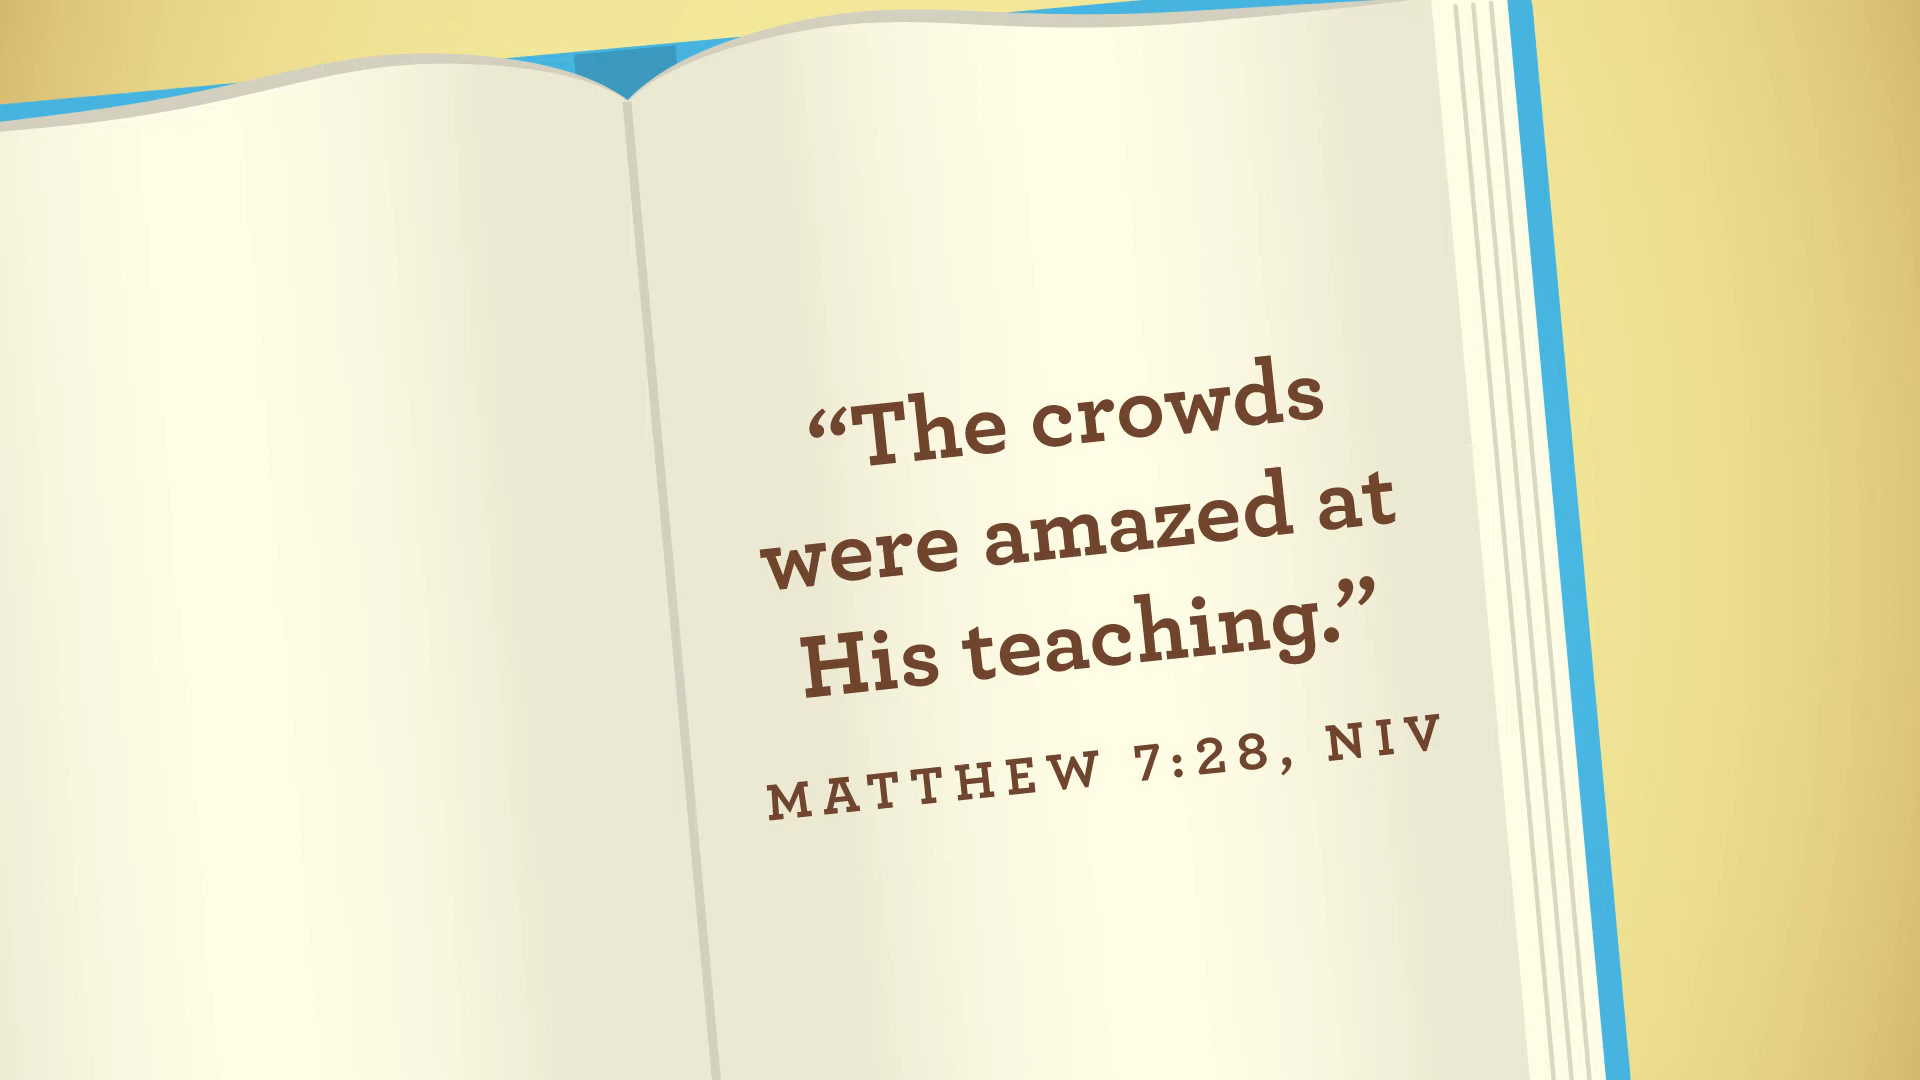 “The crowds
were amazed at
His teaching.”
MATTHEW 7:28, NIV